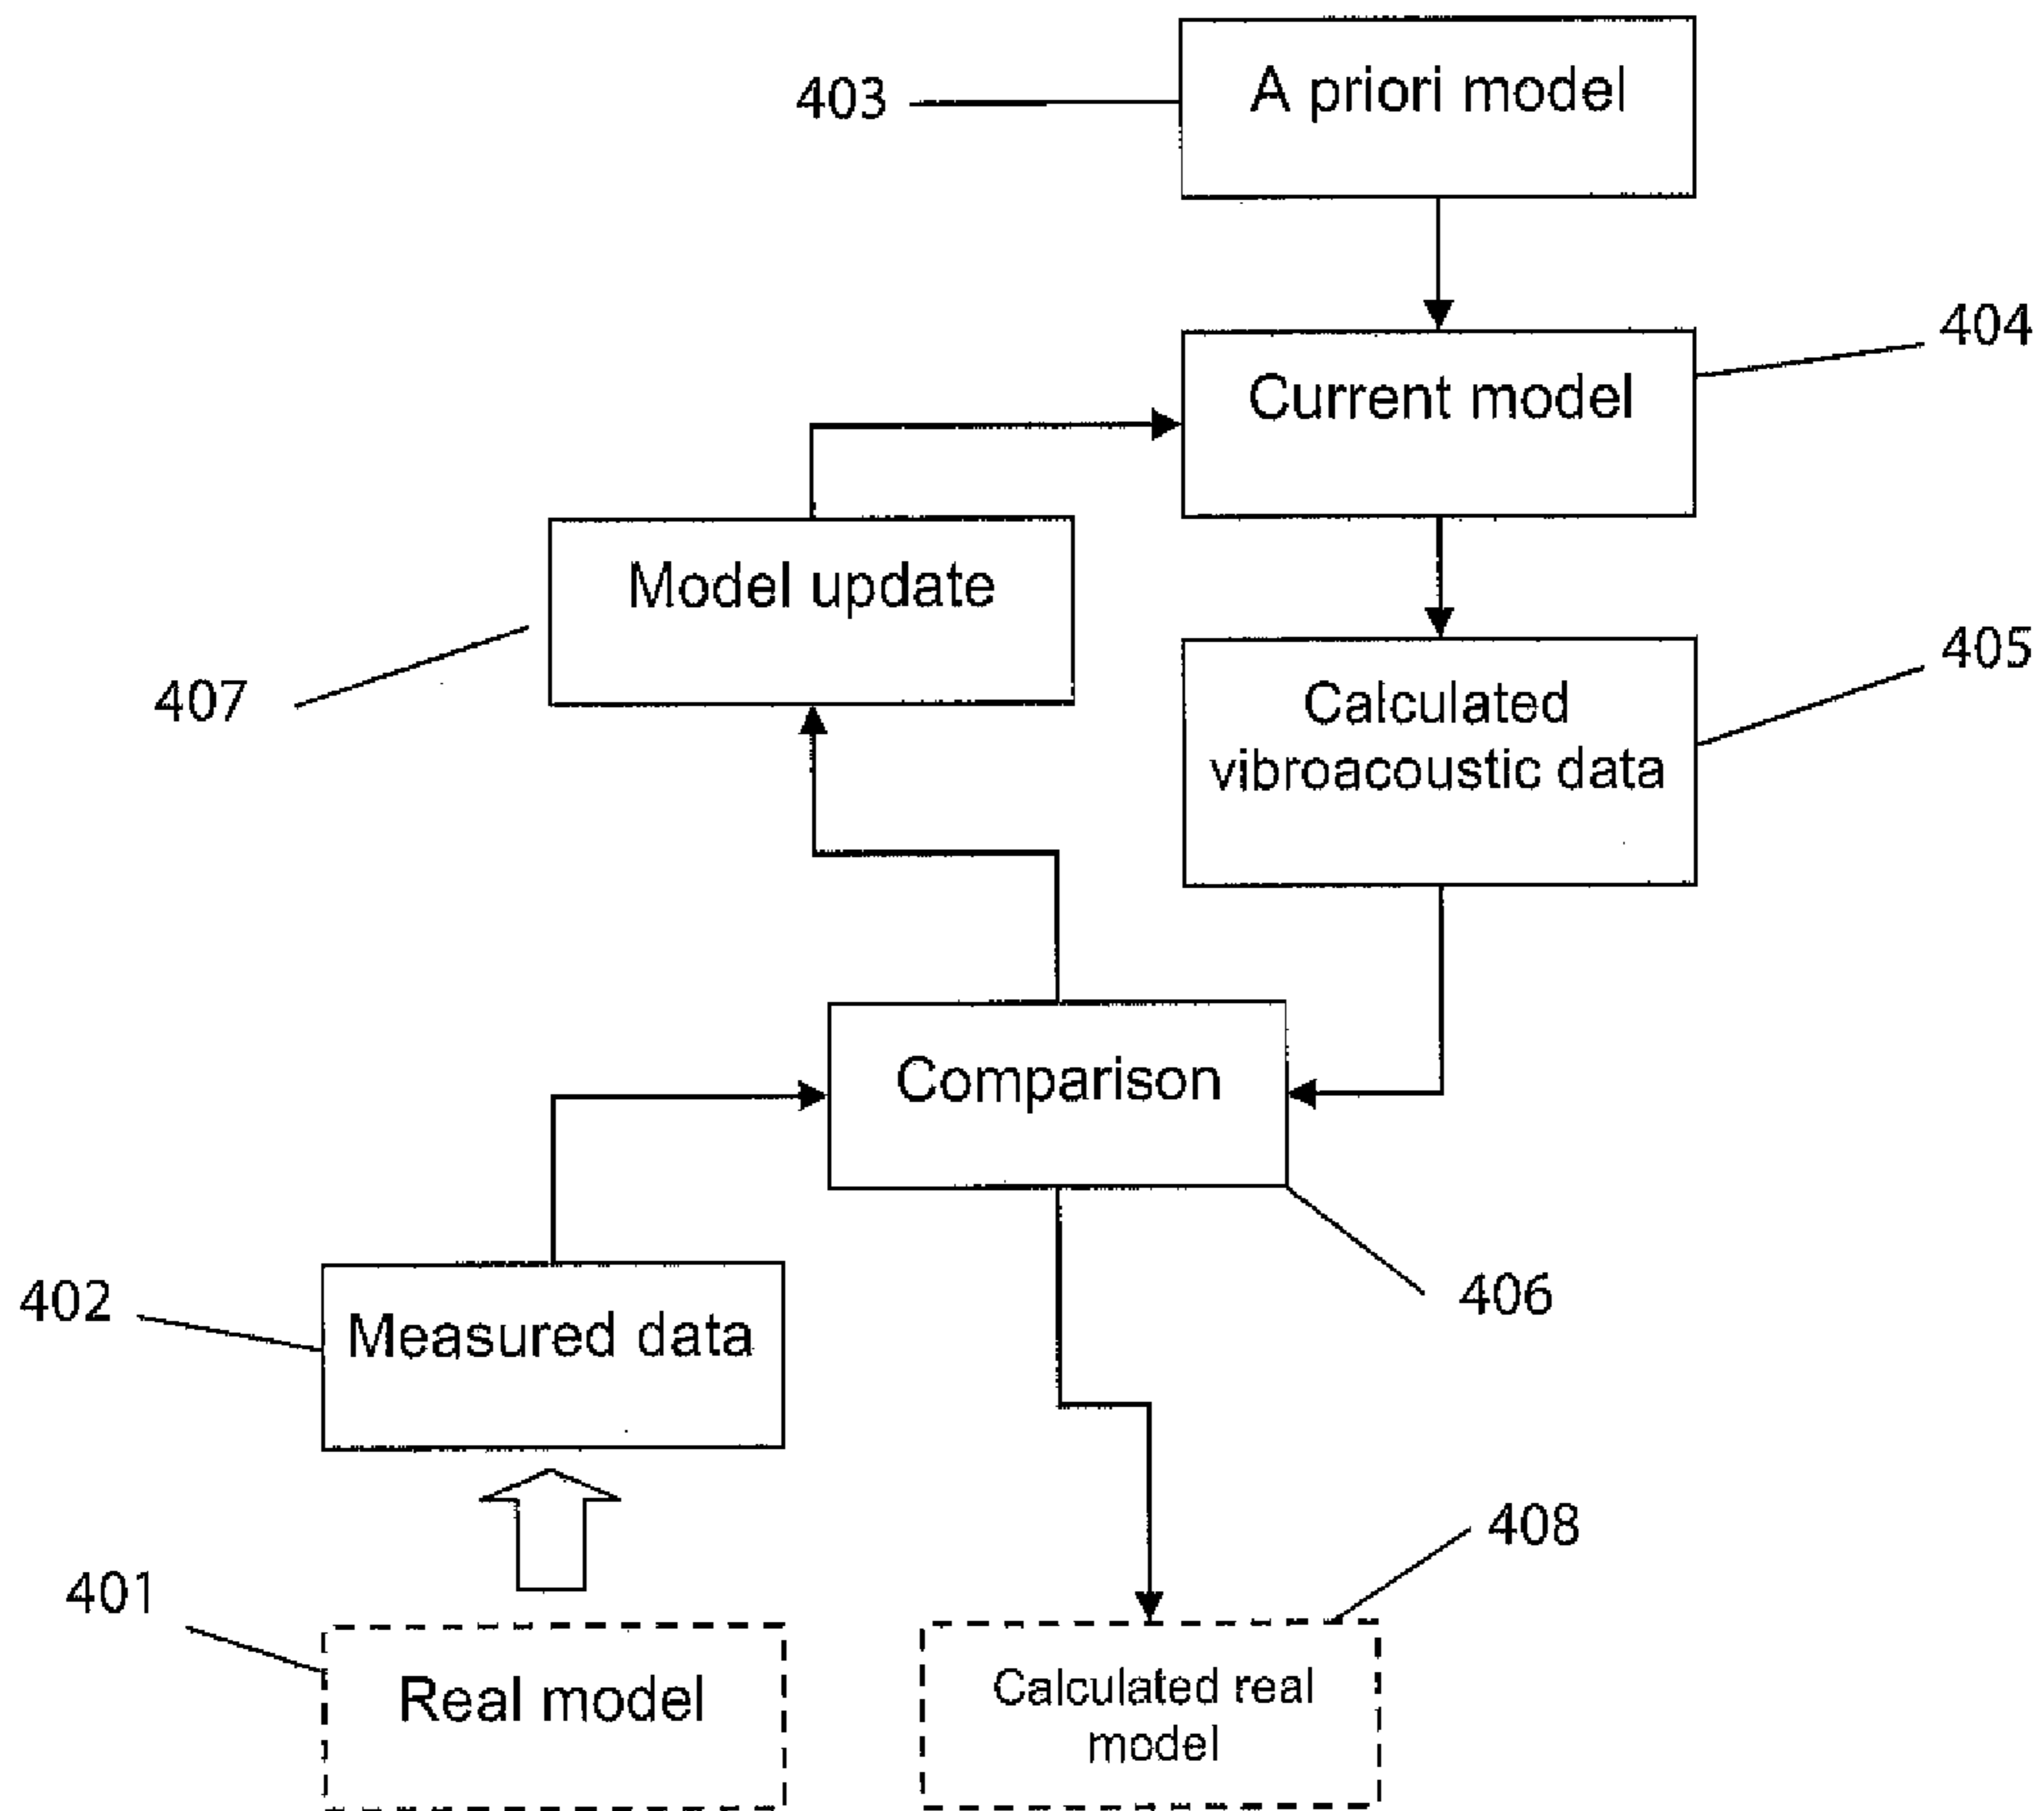 403
A priori model
404
Current model
Model update
407
405
Calculated
vibroacoustic data
Comparison
406
402
Measured data
408
401
Real model
Calculated real
model